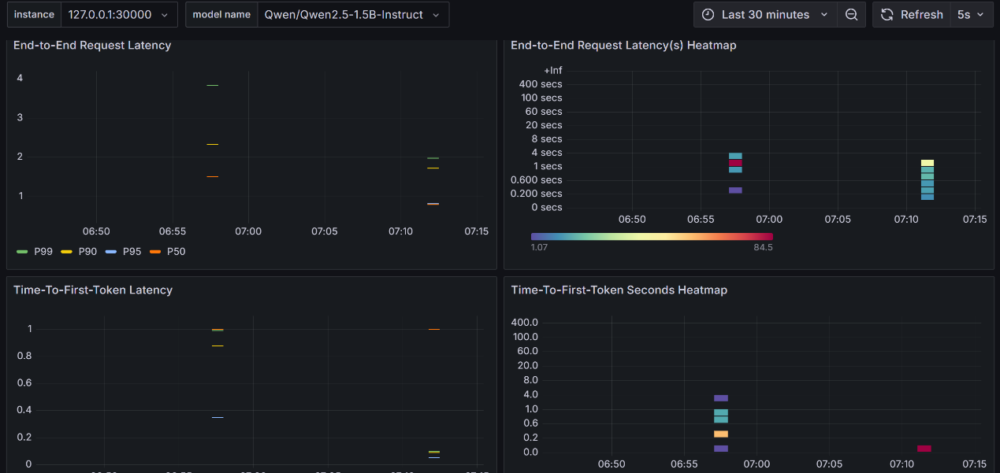 instance 127.0.0.1:30000 model name Qwen/Qwen2.5-1.5B-Instruct Last 30 minutes Refresh 5s
End-to-End Request Latency
4
3
2
1
06:50 06:55 07:00 07:05 07:10 07:15
P99 P90 P95 P50
End-to-End Request Latency(s) Heatmap
+Inf
400 secs
100 secs
60 secs
20 secs
8 secs
4 secs
1 secs
0.600 secs
0.200 secs
0 secs
06:50 06:55 07:00 07:05 07:10 07:15
1.07 84.5
Time-To-First-Token Latency
1
0.8
0.6
0.4
0.2
0
Time-To-First-Token Seconds Heatmap
400.0
100.0
60.0
20.0
8.0
4.0
1.0
0.6
0.2
0.0
06:50 06:55 07:00 07:05 07:10 07:15